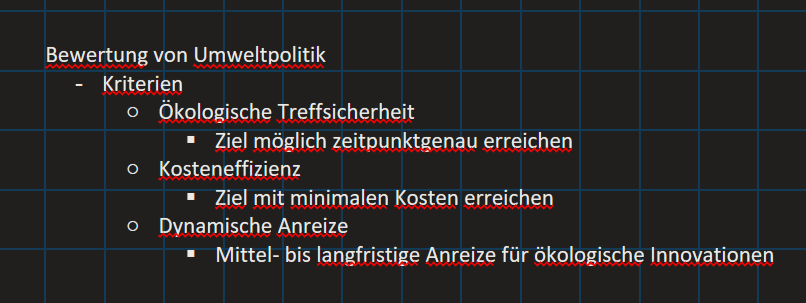 Bewertung von Umweltpolitik
- Kriterien
○ Ökologische Treffsicherheit
▪ Ziel möglich zeitpunktgenau erreichen
○ Kosteneffizienz
▪ Ziel mit minimalen Kosten erreichen
○ Dynamische Anreize
▪ Mittel- bis langfristige Anreize für ökologische Innovationen